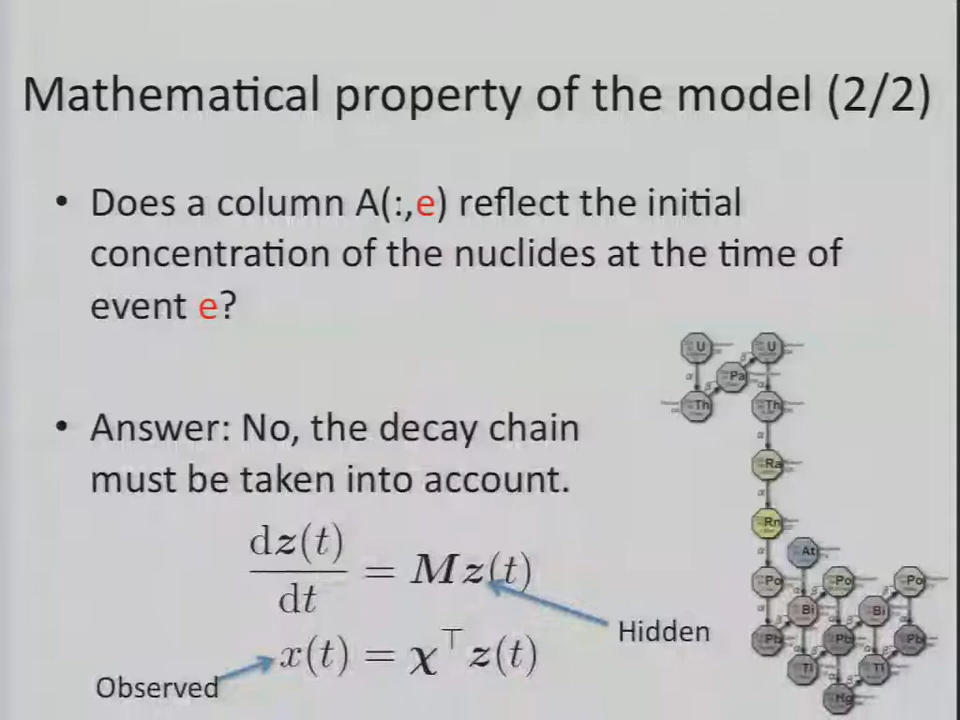 Mathematical property of the model (2/2)
• Does a column A(:,e) reflect the initial
concentration of the nuclides at the time of
event e?
• Answer: No, the decay chain
must be taken into account.
dz(t)
dt
= Mz(t)
Hidden
x(t) = χ⊤z(t)
Observed
U U
Pa
Th Th
Ra
Rn
At
Po Po Po
Bi Bi
Pb Pb Pb
Tl Tl
Hg